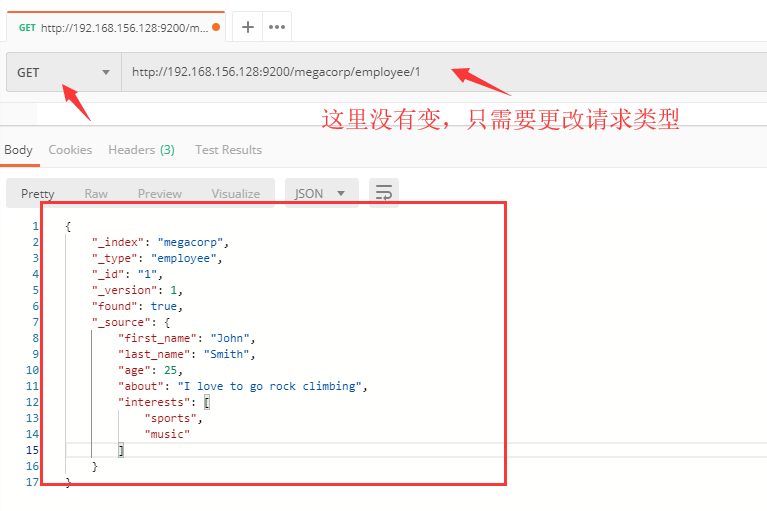 GET http://192.168.156.128:9200/m...
GET http://192.168.156.128:9200/megacorp/employee/1
这里没有变，只需要更改请求类型
Body Cookies Headers (3) Test Results
Pretty Raw Preview Visualize JSON
1 {
2 "_index": "megacorp",
3 "_type": "employee",
4 "_id": "1",
5 "_version": 1,
6 "found": true,
7 "_source": {
8 "first_name": "John",
9 "last_name": "Smith",
10 "age": 25,
11 "about": "I love to go rock climbing",
12 "interests": [
13 "sports",
14 "music"
15 ]
16 }
17 }